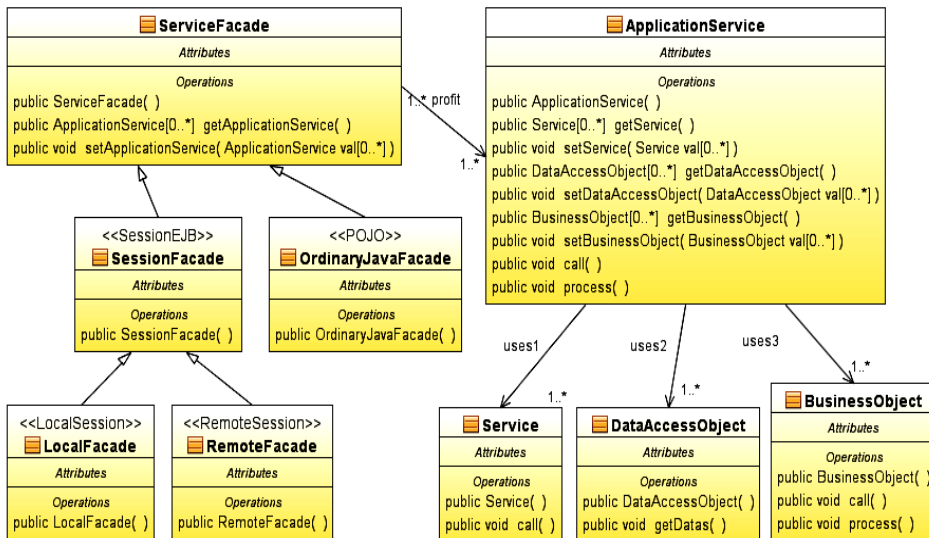 ServiceFacade
Attributes
Operations
public ServiceFacade( )
public ApplicationService[0..*] getApplicationService( )
public void setApplicationService( ApplicationService val[0..*] )
ApplicationService
Attributes
Operations
public ApplicationService( )
public Service[0..*] getService( )
public void setService( Service val[0..*] )
public DataAccessObject[0..*] getDataAccessObject( )
public void setDataAccessObject( DataAccessObject val[0..*] )
public BusinessObject[0..*] getBusinessObject( )
public void setBusinessObject( BusinessObject val[0..*] )
public void call( )
public void process( )
1..* profit
1..*
<<SessionEJB>>
SessionFacade
Attributes
Operations
public SessionFacade( )
<<POJO>>
OrdinaryJavaFacade
Attributes
Operations
public OrdinaryJavaFacade( )
uses1
uses2
uses3
1..*
1..*
1..*
<<LocalSession>>
LocalFacade
Attributes
Operations
public LocalFacade( )
<<RemoteSession>>
RemoteFacade
Attributes
Operations
public RemoteFacade( )
Service
Attributes
Operations
public Service( )
public void call( )
DataAccessObject
Attributes
Operations
public DataAccessObject( )
public void getDatas( )
BusinessObject
Attributes
Operations
public BusinessObject( )
public void call( )
public void process( )